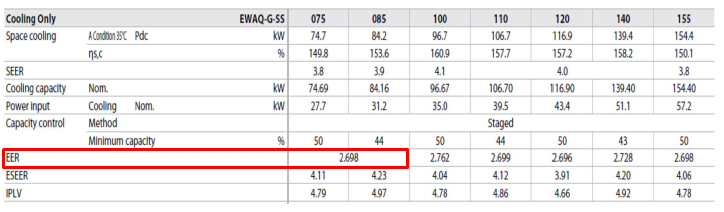 Cooling Only EWAQ-G-SS 075 085 100 110 120 140 155
Space cooling A Condition 35°C Pdc kW 74.7 84.2 96.7 106.7 116.9 139.4 154.4
ηs,c % 149.8 153.6 160.9 157.7 157.2 158.2 150.1
SEER 3.8 3.9 4.1 4.0 3.8
Cooling capacity Nom. kW 74.69 84.16 96.67 106.70 1116.90 139.40 154.40
Power input Cooling Nom. kW 27.7 31.2 35.0 39.5 43.4 51.1 57.2
Capacity control Method Staged
Minimum capacity % 50 44 50 44 50 43 50
EER 2.698 2.762 2.699 2.696 2.728 2.698
ESEER 4.11 4.23 4.04 4.12 3.91 4.20 4.06
IPLV 4.79 4.97 4.78 4.86 4.66 4.92 4.78